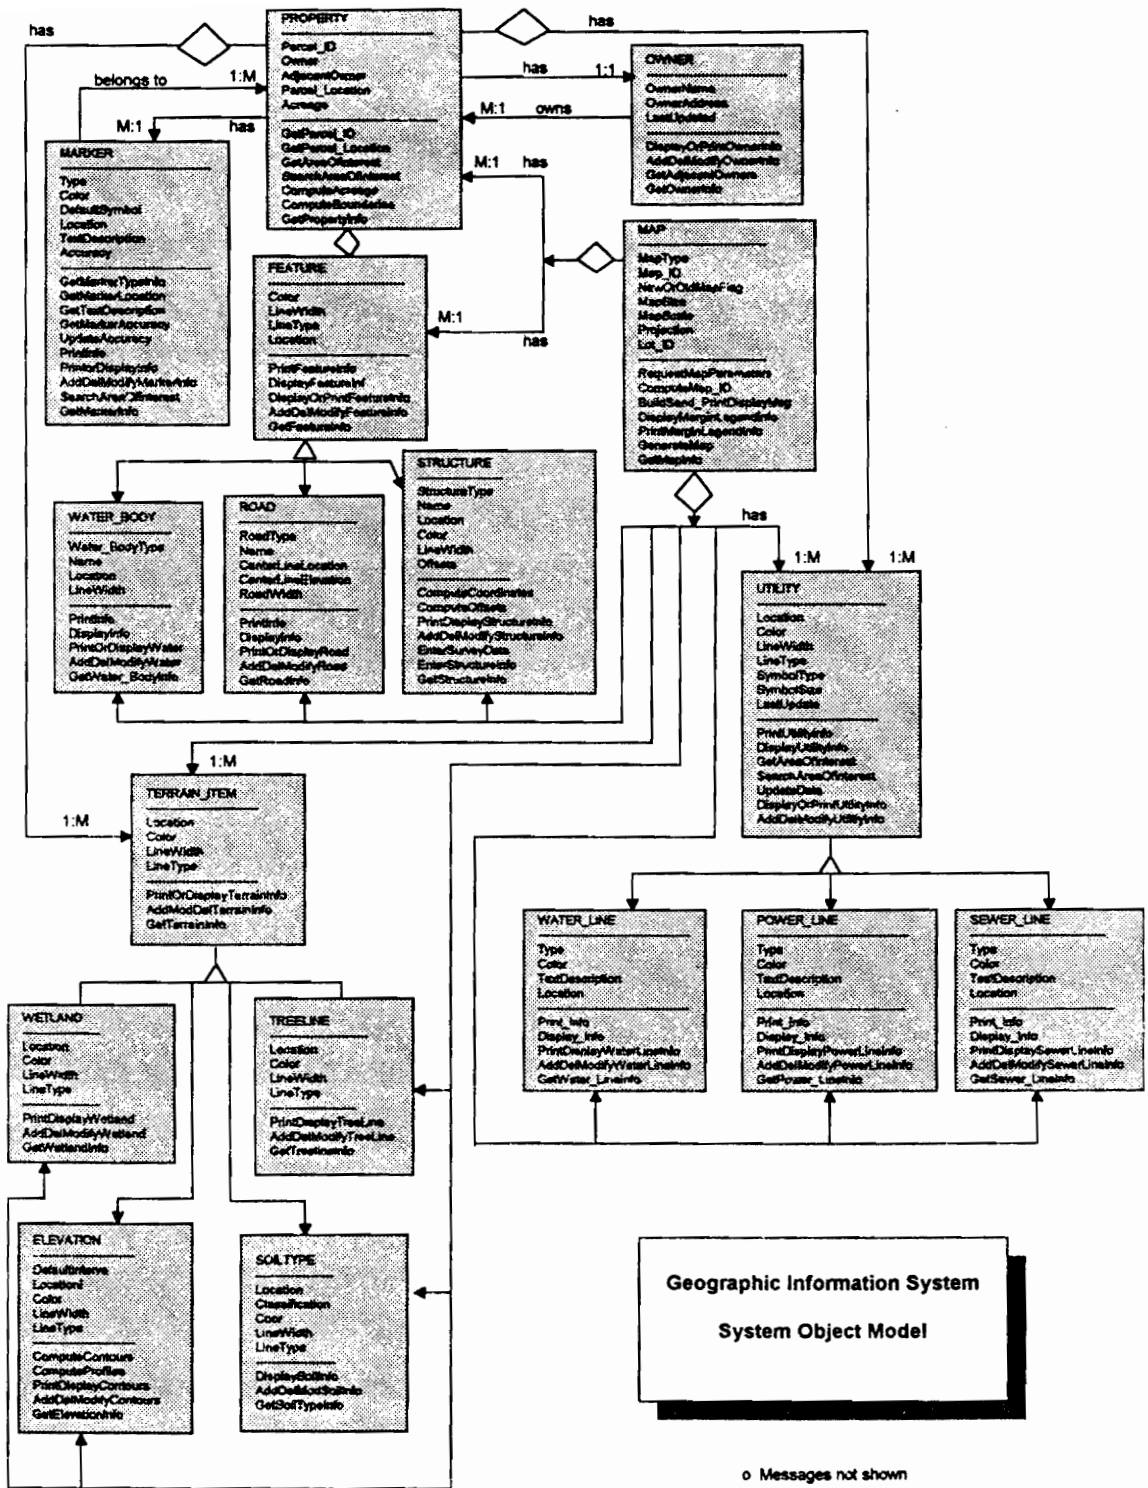 has
PROPERTY
Parcel_ID
Owner
AdjacentOwner
Parcel_Location
Acreage
GetParcel_ID
GetParcel_Location
GetAreaOfInterest
SearchAreaOfInterest
ComputeAcreage
ComputeBoundaries
GetPropertyInfo
has
belongs to
1:M
M:1
has
has
1:1
M:1
owns
M:1
has
OWNER
OwnerName
OwnerAddress
LastUpdated
DisplayOrPrintOwnerInfo
AddDelModifyOwnerInfo
GetAdjacentOwners
GetOwnerInfo
MARKER
Type
Color
DefaultSymbol
Location
TextDescription
Accuracy
GetMarkerTypeInfo
GetMarkerLocation
GetTextDescription
GetMarkerAccuracy
UpdateAccuracy
PrintInfo
PrintorDisplayInfo
AddDelModifyMarkerInfo
SearchAreaOfInterest
GetMarkerInfo
FEATURE
Color
LineWidth
LineType
Location
PrintFeatureInfo
DisplayFeatureInf
DisplayOrPrintFeatureInfo
AddDelModifyFeatureInfo
GetFeatureInfo
M:1
has
MAP
MapType
Map_ID
NewOrOldMapFlag
MapSize
MapScale
Projection
Lot_ID
RequestMapParameters
ComputeMap_ID
BuildSend_PrintDisplayMsg
DisplayMarginLegendInfo
PrintMarginLegendInfo
GenerateMap
GetMapInfo
WATER_BODY
Water_BodyType
Name
Location
LineWidth
PrintInfo
DisplayInfo
PrintOrDisplayWater
AddDelModifyWater
GetWater_BodyInfo
ROAD
RoadType
Name
CenterLineLocation
CenterLineElevation
RoadWidth
PrintInfo
DisplayInfo
PrintOrDisplayRoad
AddDelModifyRoad
GetRoadInfo
STRUCTURE
StructureType
Name
Location
Color
LineWidth
Offsets
ComputeCoordinates
ComputeOffsets
PrintDisplayStructureInfo
AddDelModifyStructureInfo
EnterSurveyData
EnterStructureInfo
GetStructureInfo
has
1:M
1:M
UTILITY
Location
Color
LineWidth
LineType
SymbolType
SymbolSize
LastUpdate
PrintUtilityInfo
DisplayUtilityInfo
GetAreaOfInterest
SearchAreaOfInterest
UpdateData
DisplayOrPrintUtilityInfo
AddDelModifyUtilityInfo
1:M
1:M
TERRAIN_ITEM
Location
Color
LineWidth
LineType
PrintOrDisplayTerrainInfo
AddModDelTerrainInfo
GetTerrainInfo
WATER_LINE
Type
Color
TextDescription
Location
Print_Info
Display_Info
PrintDisplayWaterLineInfo
AddDelModifyWaterLineInfo
GetWater_LineInfo
POWER_LINE
Type
Color
TextDescription
Location
Print_Info
Display_Info
PrintDisplayPowerLineInfo
AddDelModifyPowerLineInfo
GetPower_LineInfo
SEWER_LINE
Type
Color
TextDescription
Location
Print_Info
Display_Info
PrintDisplaySewerLineInfo
AddDelModifySewerLineInfo
GetSewer_LineInfo
WETLAND
Location
Color
LineWidth
LineType
PrintDisplayWetland
AddDelModifyWetland
GetWetlandInfo
TREELINE
Location
Color
LineWidth
LineType
PrintDisplayTreeLine
AddDelModifyTreeLine
GetTreelineInfo
ELEVATION
DefaultInterve
Locationi
Color
LineWidth
LineType
ComputeContours
ComputeProfiles
PrintDisplayContours
AddDelModifyContours
GetElevationInfo
SOILTYPE
Location
Classification
Coor
LineWidth
LineType
DisplaySoilInfo
AddDelModSoilInfo
GetSoilTypeInfo
Geographic Information System
System Object Model
o Messages not shown